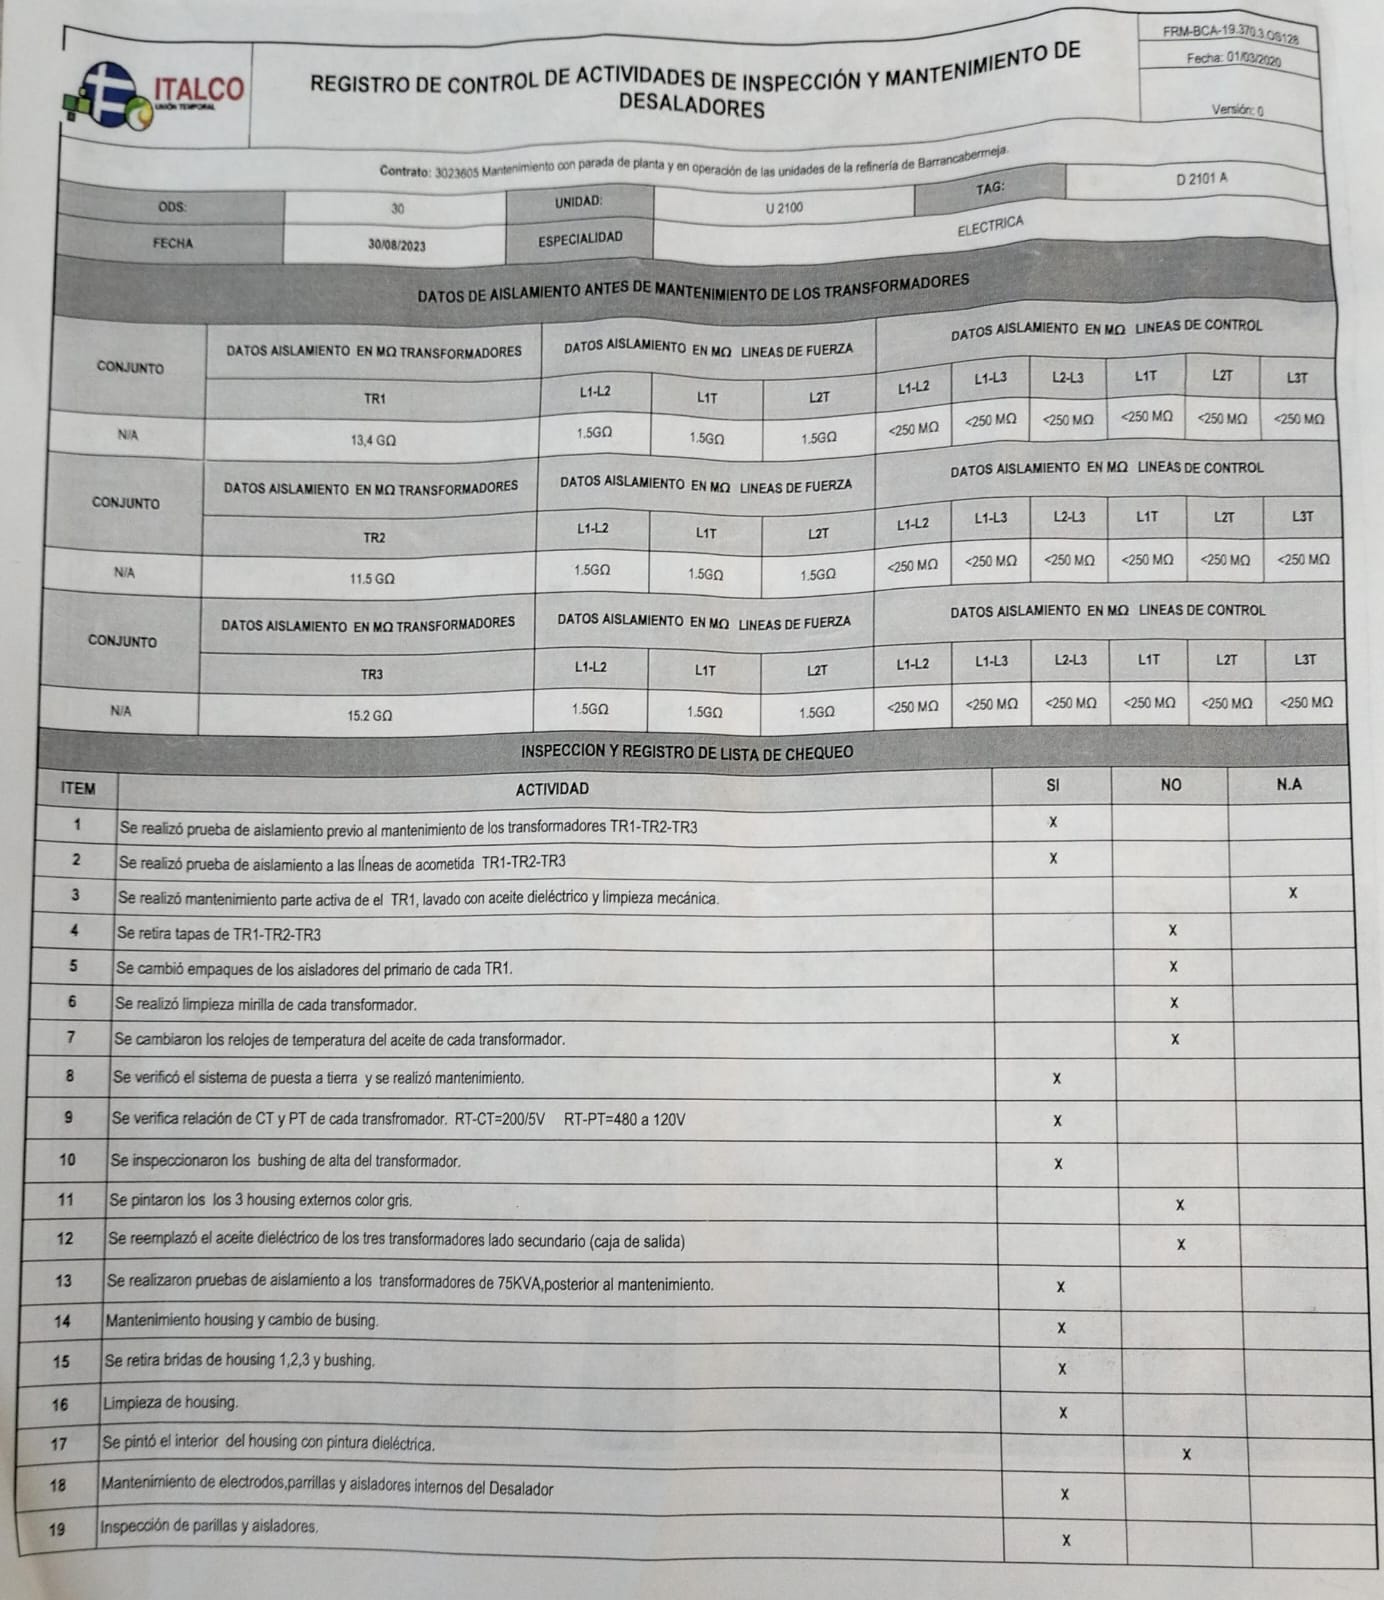 FRM-BCA-19.370.3.OS128
ITALCO
UNIÓN TEMPORAL
REGISTRO DE CONTROL DE ACTIVIDADES DE INSPECCIÓN Y MANTENIMIENTO DE
DESALADORES
Fecha: 01/03/2020
Versión: 0
Contrato: 3023605 Mantenimiento con parada de planta y en operación de las unidades de la refinería de Barrancabermeja.
ODS: 30 UNIDAD: U 2100 TAG: D 2101 A
FECHA 30/08/2023 ESPECIALIDAD ELECTRICA
DATOS DE AISLAMIENTO ANTES DE MANTENIMIENTO DE LOS TRANSFORMADORES
CONJUNTO DATOS AISLAMIENTO EN MΩ TRANSFORMADORES DATOS AISLAMIENTO EN MΩ LINEAS DE FUERZA DATOS AISLAMIENTO EN MΩ LINEAS DE CONTROL
TR1 L1-L2 L1T L2T L1-L2 L1-L3 L2-L3 L1T L2T L3T
N/A 13,4 GΩ 1.5GΩ 1.5GΩ 1.5GΩ <250 MΩ <250 MΩ <250 MΩ <250 MΩ <250 MΩ <250 MΩ
CONJUNTO DATOS AISLAMIENTO EN MΩ TRANSFORMADORES DATOS AISLAMIENTO EN MΩ LINEAS DE FUERZA DATOS AISLAMIENTO EN MΩ LINEAS DE CONTROL
TR2 L1-L2 L1T L2T L1-L2 L1-L3 L2-L3 L1T L2T L3T
N/A 11.5 GΩ 1.5GΩ 1.5GΩ 1.5GΩ <250 MΩ <250 MΩ <250 MΩ <250 MΩ <250 MΩ <250 MΩ
CONJUNTO DATOS AISLAMIENTO EN MΩ TRANSFORMADORES DATOS AISLAMIENTO EN MΩ LINEAS DE FUERZA DATOS AISLAMIENTO EN MΩ LINEAS DE CONTROL
TR3 L1-L2 L1T L2T L1-L2 L1-L3 L2-L3 L1T L2T L3T
N/A 15.2 GΩ 1.5GΩ 1.5GΩ 1.5GΩ <250 MΩ <250 MΩ <250 MΩ <250 MΩ <250 MΩ <250 MΩ
INSPECCION Y REGISTRO DE LISTA DE CHEQUEO
ITEM ACTIVIDAD SI NO N.A
1 Se realizó prueba de aislamiento previo al mantenimiento de los transformadores TR1-TR2-TR3 X
2 Se realizó prueba de aislamiento a las líneas de acometida TR1-TR2-TR3 X
3 Se realizó mantenimiento parte activa de el TR1, lavado con aceite dieléctrico y limpieza mecánica. X
4 Se retira tapas de TR1-TR2-TR3 X
5 Se cambió empaques de los aisladores del primario de cada TR1. X
6 Se realizó limpieza mirilla de cada transformador. X
7 Se cambiaron los relojes de temperatura del aceite de cada transformador. X
8 Se verificó el sistema de puesta a tierra y se realizó mantenimiento. X
9 Se verifica relación de CT y PT de cada transfromador. RT-CT=200/5V RT-PT=480 a 120V X
10 Se inspeccionaron los bushing de alta del transformador. X
11 Se pintaron los los 3 housing externos color gris. X
12 Se reemplazó el aceite dieléctrico de los tres transformadores lado secundario (caja de salida) X
13 Se realizaron pruebas de aislamiento a los transformadores de 75KVA,posterior al mantenimiento. X
14 Mantenimiento housing y cambio de busing. X
15 Se retira bridas de housing 1,2,3 y bushing. X
16 Limpieza de housing. X
17 Se pintó el interior del housing con pintura dieléctrica. X
18 Mantenimiento de electrodos,parrillas y aisladores internos del Desalador X
19 Inspección de parillas y aisladores. X